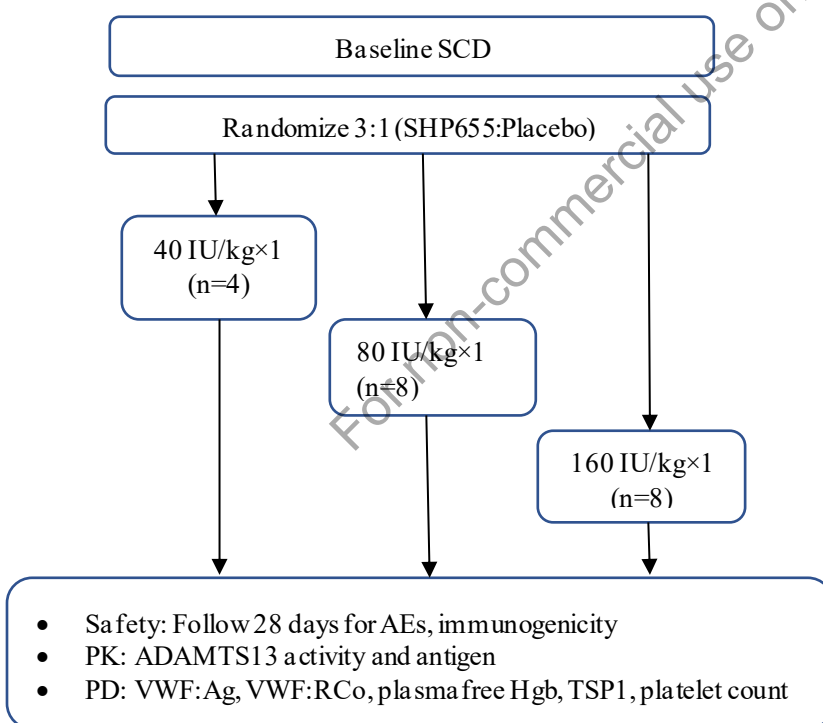 Baseline SCD
Randomize 3:1 (SHP655:Placebo)
40 IU/kg×1
(n=4)
80 IU/kg×1
(n=8)
160 IU/kg×1
(n=8)
• Safety: Follow 28 days for AEs, immunogenicity
• PK: ADAMTS13 activity and antigen
• PD: VWF:Ag, VWF:RCo, plasma free Hgb, TSP1, platelet count
For non-commercial use